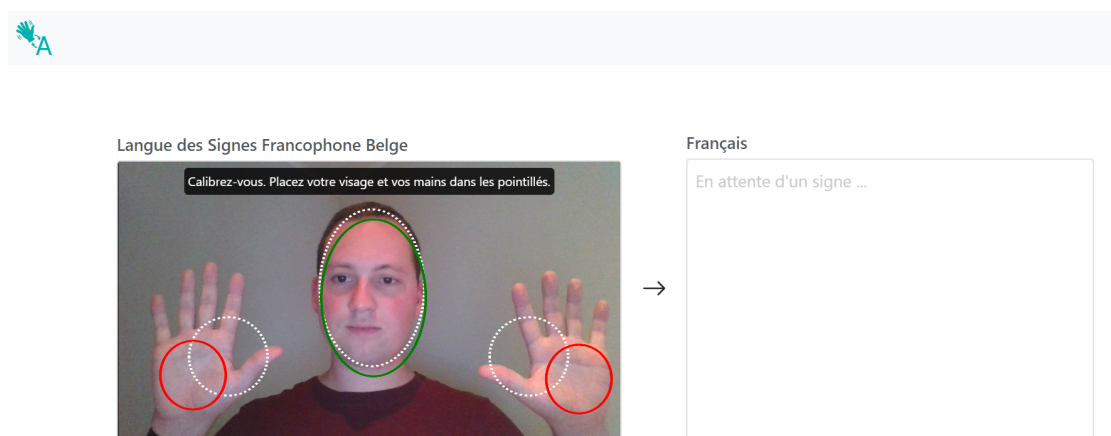 A
Langue des Signes Francophone Belge
Calibrez-vous. Placez votre visage et vos mains dans les pointillés.
Français
En attente d'un signe ...